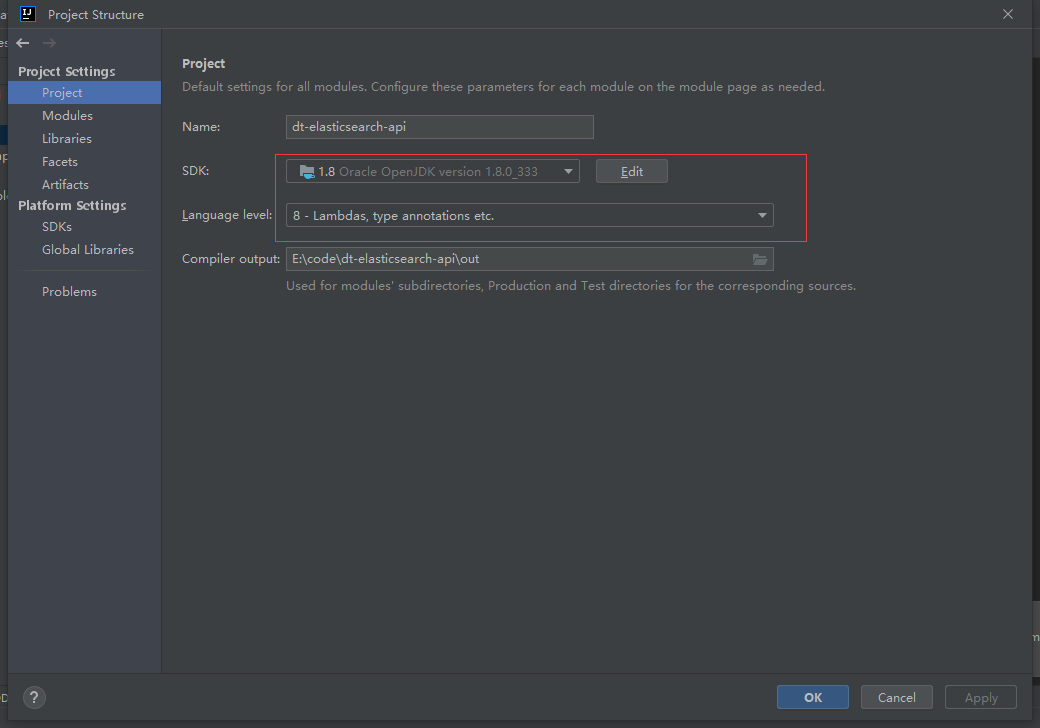 Project Structure
Project Settings
Project
Modules
Libraries
Facets
Artifacts
Platform Settings
SDKs
Global Libraries
Problems
Project
Default settings for all modules. Configure these parameters for each module on the module page as needed.
Name: dt-elasticsearch-api
SDK: 1.8 Oracle OpenJDK version 1.8.0_333 Edit
Language level: 8 - Lambdas, type annotations etc.
Compiler output: E:\code\dt-elasticsearch-api\out
Used for modules' subdirectories, Production and Test directories for the corresponding sources.
? OK Cancel Apply